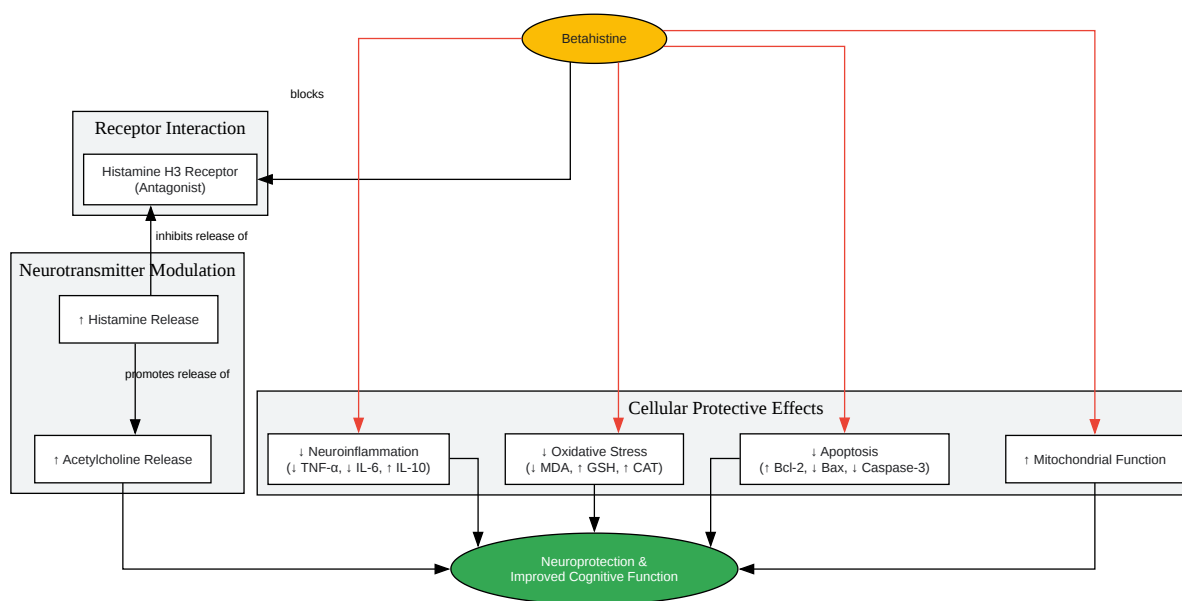 Betahistine
blocks
Receptor Interaction
Histamine H3 Receptor
(Antagonist)
inhibits release of
Neurotransmitter Modulation
↑ Histamine Release
promotes release of
↑ Acetylcholine Release
Cellular Protective Effects
↓ Neuroinflammation
(↓ TNF-α, ↓ IL-6, ↑ IL-10)
↓ Oxidative Stress
(↓ MDA, ↑ GSH, ↑ CAT)
↓ Apoptosis
(↑ Bcl-2, ↓ Bax, ↓ Caspase-3)
↑ Mitochondrial Function
Neuroprotection &
Improved Cognitive Function